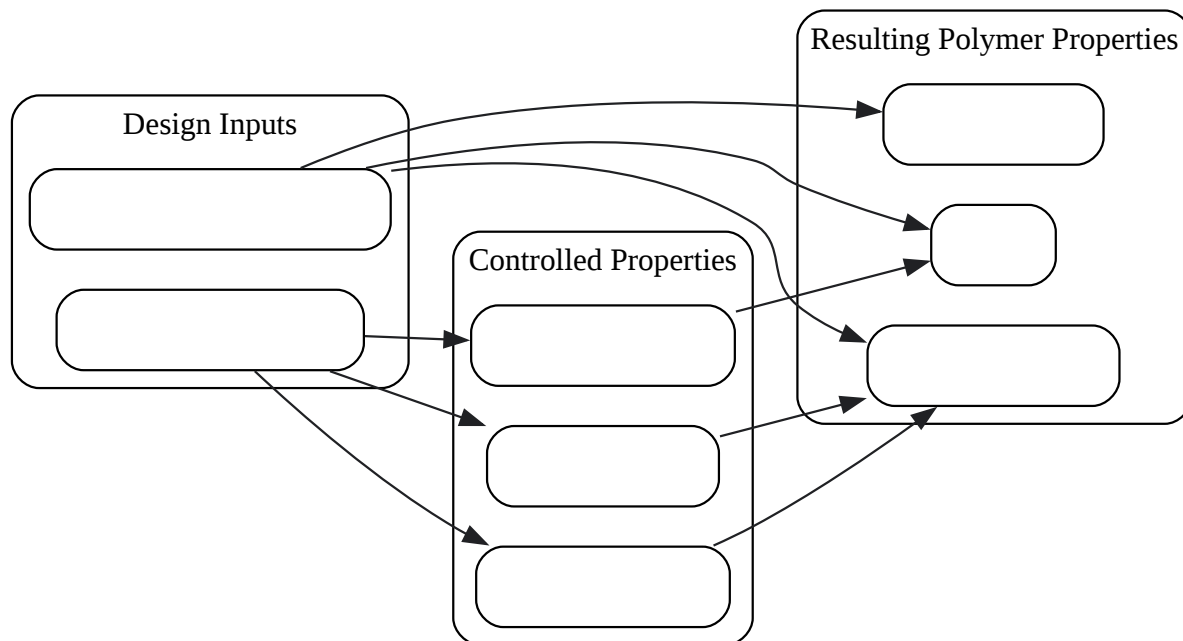 Resulting Polymer Properties
Design Inputs
Controlled Properties